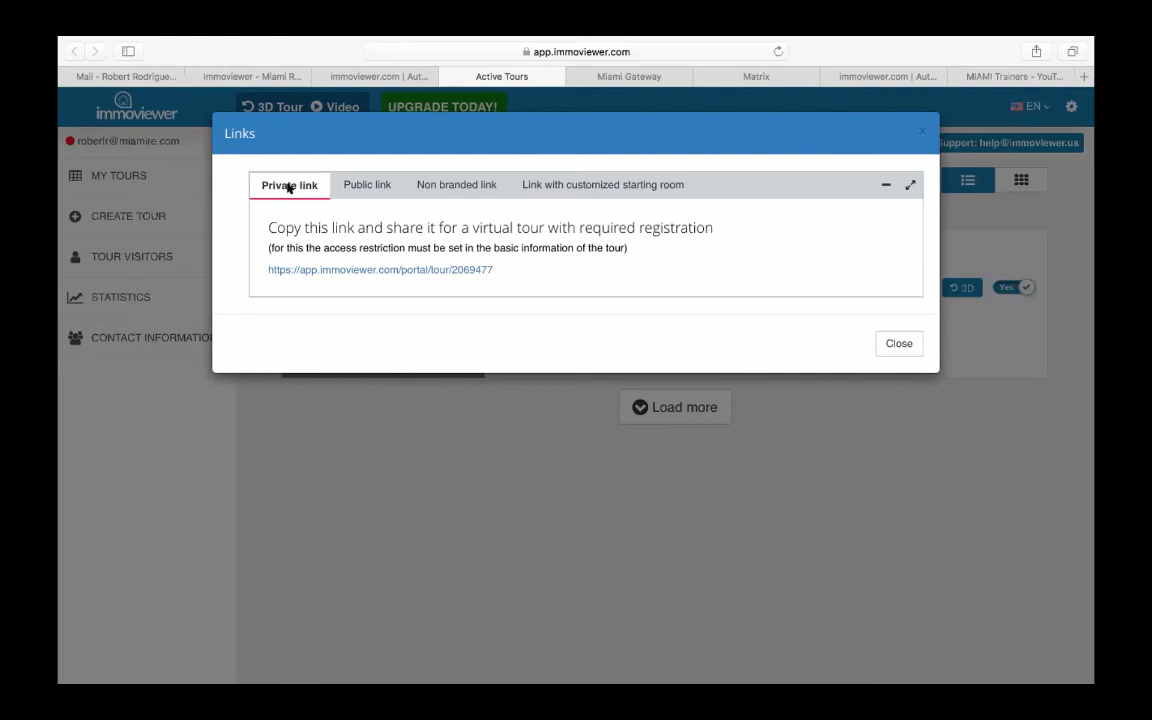 app.immoviewer.com
Mail - Robert Rodrigue...
Immoviewer - Miami R...
immoviewer.com | Aut...
Active Tours
Miami Gateway
Matrix
immoviewer.com | Aut...
MIAMI Trainers - YouT...
immoviewer
3D Tour
Video
UPGRADE TODAY!
EN
roberlr@miamire.com
Support: help@immoviewer.us
MY TOURS
CREATE TOUR
TOUR VISITORS
STATISTICS
CONTACT INFORMATIO
Links
×
Private link
Public link
Non branded link
Link with customized starting room
Copy this link and share it for a virtual tour with required registration
(for this the access restriction must be set in the basic information of the tour)
https://app.immoviewer.com/portal/tour/2069477
Close
3D
Yes
Load more